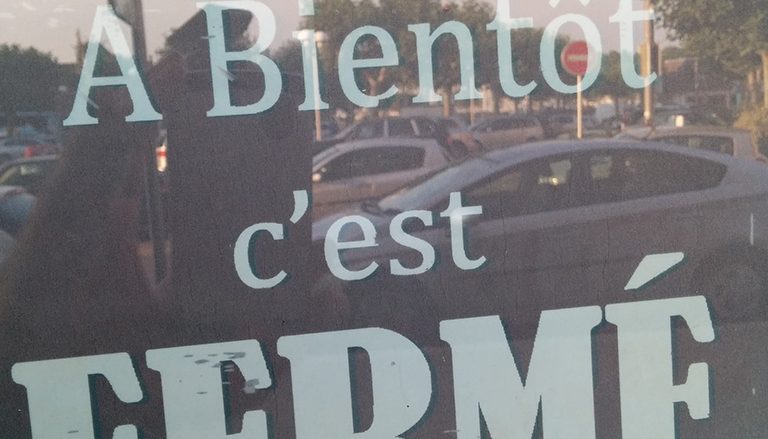 A Bientôt
c'est
FERMÉ